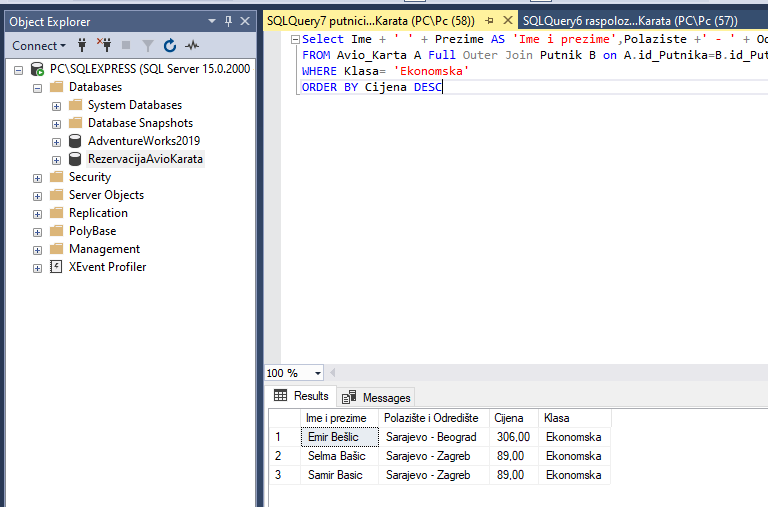 Object Explorer
Connect
PC\SQLEXPRESS (SQL Server 15.0.2000
Databases
System Databases
Database Snapshots
AdventureWorks2019
RezervacijaAvioKarata
Security
Server Objects
Replication
PolyBase
Management
XEvent Profiler
SQLQuery7 putnici...Karata (PC\Pc (58))
SQLQuery6 raspoloz...Karata (PC\Pc (57))
Select Ime + ' ' + Prezime AS 'Ime i prezime',Polaziste +' - ' + Od
FROM Avio_Karta A Full Outer Join Putnik B on A.id_Putnika=B.id_Put
WHERE Klasa= 'Ekonomska'
ORDER BY Cijena DESC
100 %
Results Messages
Ime i prezime Polazište i Odredište Cijena Klasa
1 Emir Bešlic Sarajevo - Beograd 306,00 Ekonomska
2 Selma Bašic Sarajevo - Zagreb 89,00 Ekonomska
3 Samir Basic Sarajevo - Zagreb 89,00 Ekonomska